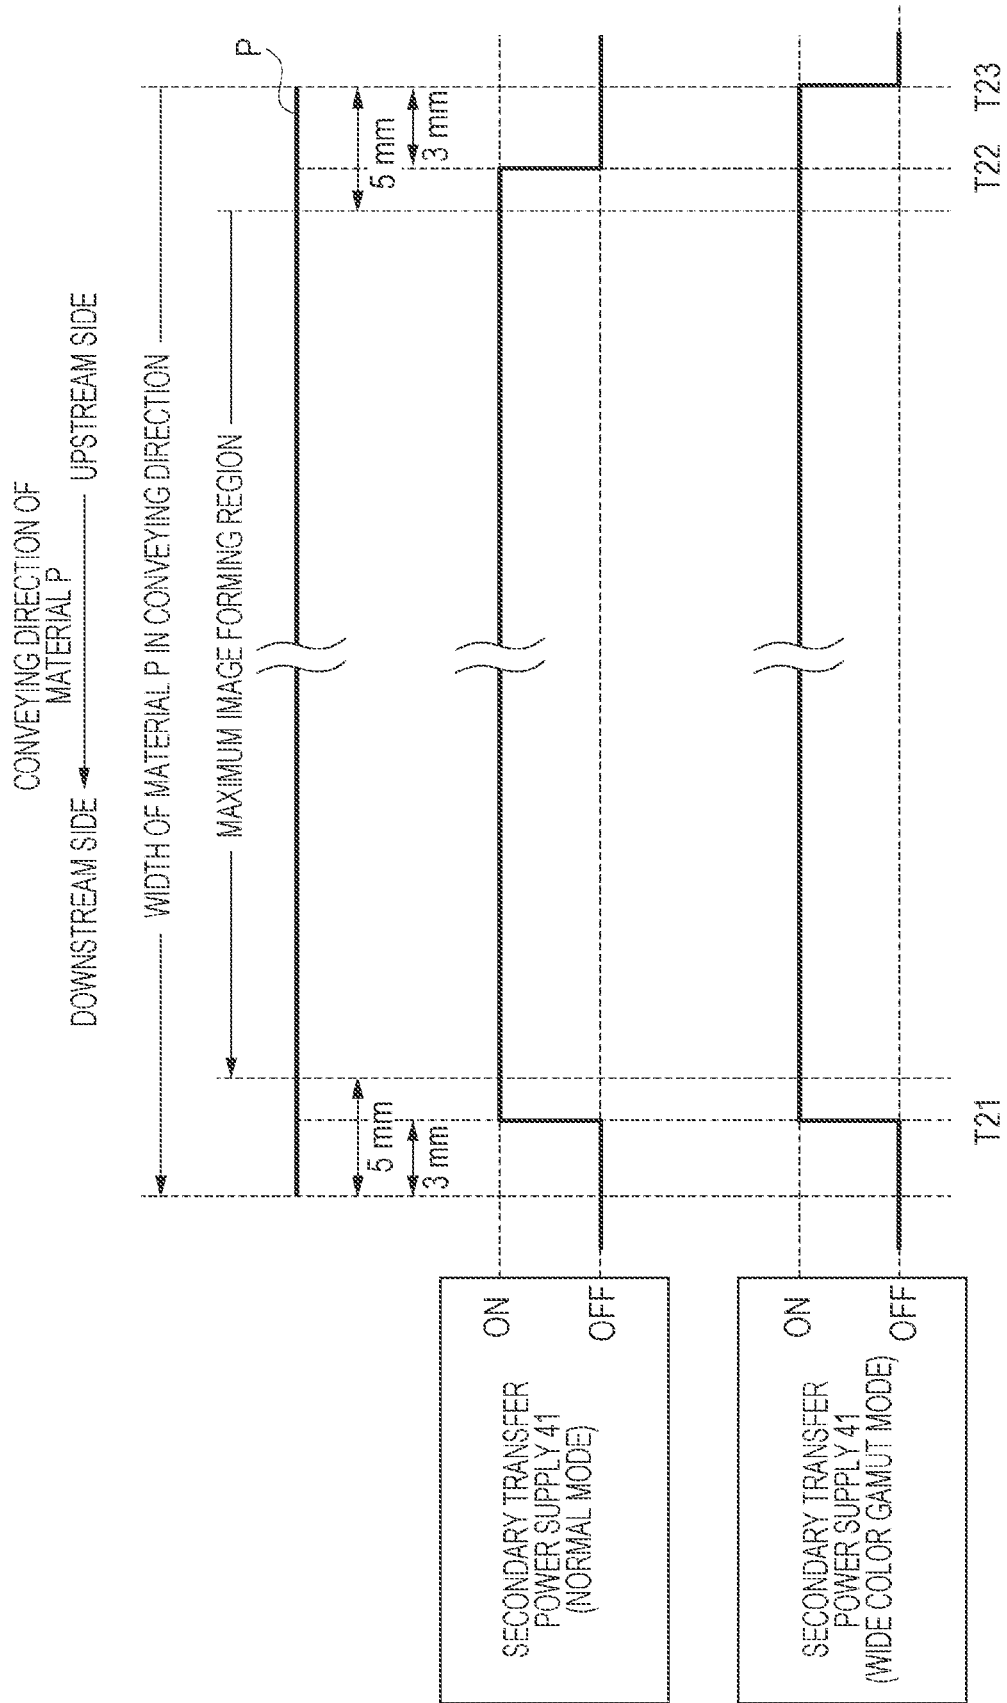 CONVEYING DIRECTION OF
MATERIAL P
DOWNSTREAM SIDE
UPSTREAM SIDE
WIDTH OF MATERIAL P IN CONVEYING DIRECTION
MAXIMUM IMAGE FORMING REGION
P
5 mm
3 mm
5 mm
3 mm
SECONDARY TRANSFER
POWER SUPPLY 41
(NORMAL MODE)
ON
OFF
SECONDARY TRANSFER
POWER SUPPLY 41
(WIDE COLOR GAMUT MODE)
ON
OFF
T21
T22
T23